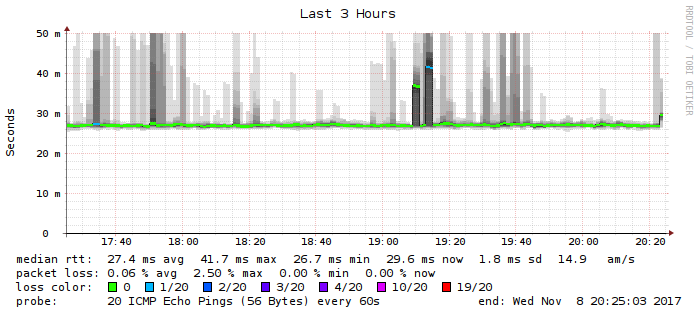 Last 3 Hours
RRDTOOL / TOBI OETIKER
Seconds
50 m
40 m
30 m
20 m
10 m
0
17:40 18:00 18:20 18:40 19:00 19:20 19:40 20:00 20:20
median rtt: 27.4 ms avg 41.7 ms max 26.7 ms min 29.6 ms now 1.8 ms sd 14.9 am/s
packet loss: 0.06 % avg 2.50 % max 0.00 % min 0.00 % now
loss color: 0 1/20 2/20 3/20 4/20 10/20 19/20
probe: 20 ICMP Echo Pings (56 Bytes) every 60s end: Wed Nov 8 20:25:03 2017